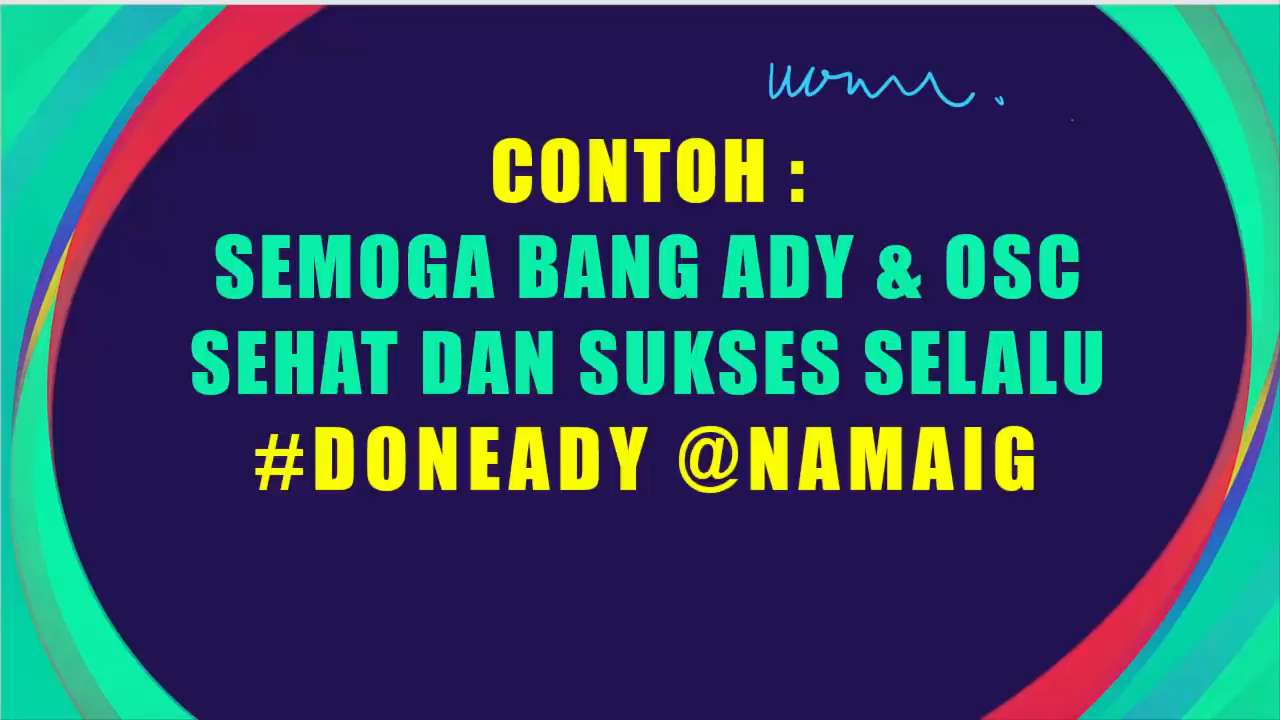 CONTOH :
SEMOGA BANG ADY & OSC
SEHAT DAN SUKSES SELALU
#DONEADY @NAMAIG